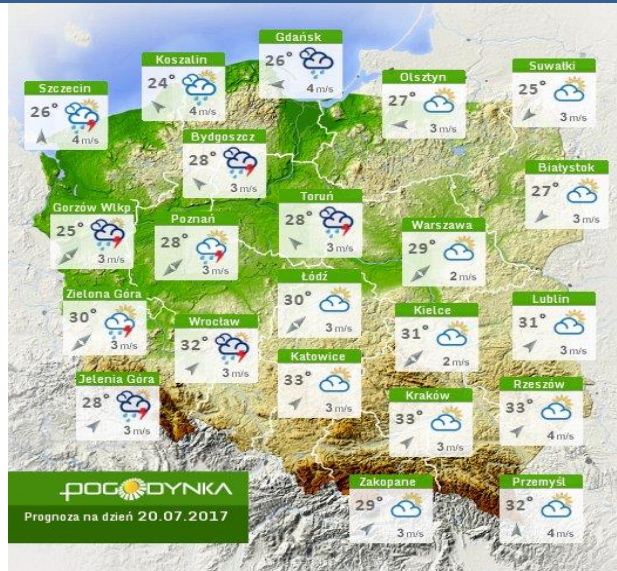 Gdańsk
26°
4 m/s
Koszalin
24°
4 m/s
Suwałki
25°
3 m/s
Olsztyn
27°
3 m/s
Szczecin
26°
4 m/s
Bydgoszcz
28°
3 m/s
Białystok
27°
3 m/s
Toruń
28°
3 m/s
Gorzów Wlkp
25°
3 m/s
Poznań
28°
3 m/s
Warszawa
29°
2 m/s
Łódź
30°
3 m/s
Zielona Góra
30°
3 m/s
Lublin
31°
3 m/s
Kielce
31°
2 m/s
Wrocław
32°
3 m/s
Katowice
33°
3 m/s
Jelenia Góra
28°
3 m/s
Rzeszów
33°
4 m/s
Kraków
33°
3 m/s
Zakopane
29°
3 m/s
Przemyśl
32°
4 m/s
POGODYNKA
Prognoza na dzień 20.07.2017